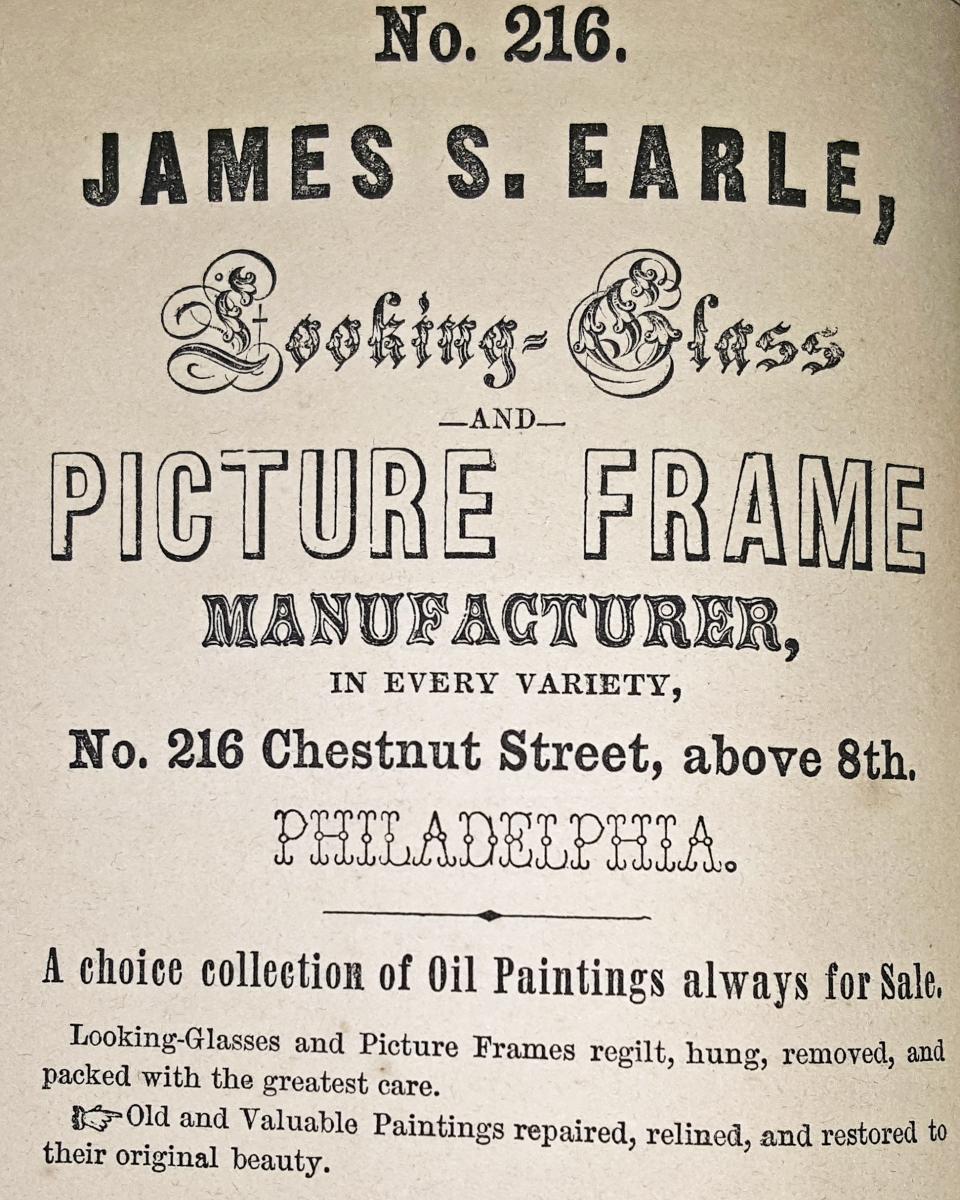 No. 216.
JAMES S. EARLE,
Looking-Glass
—AND—
PICTURE FRAME
MANUFACTURER,
IN EVERY VARIETY,
No. 216 Chestnut Street, above 8th.
PHILADELPHIA.
A choice collection of Oil Paintings always for Sale.
Looking-Glasses and Picture Frames regilt, hung, removed, and
packed with the greatest care.
☞Old and Valuable Paintings repaired, relined, and restored to
their original beauty.